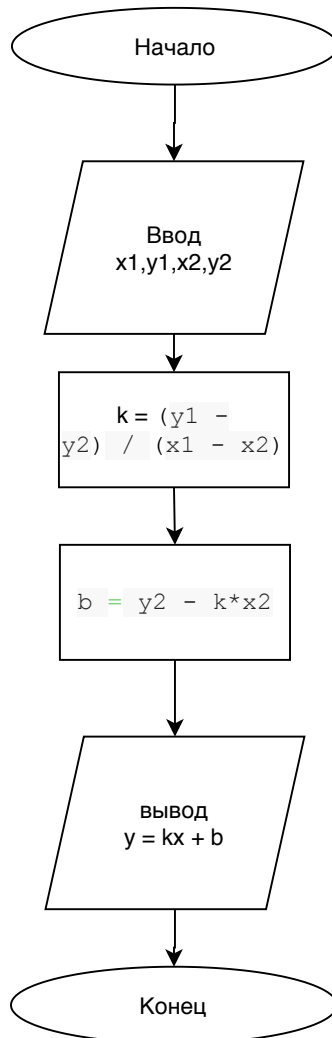 Начало
Ввод
x1,y1,x2,y2
k = (y1 -
y2) / (x1 - x2)
b = y2 - k*x2
вывод
y = kx + b
Конец